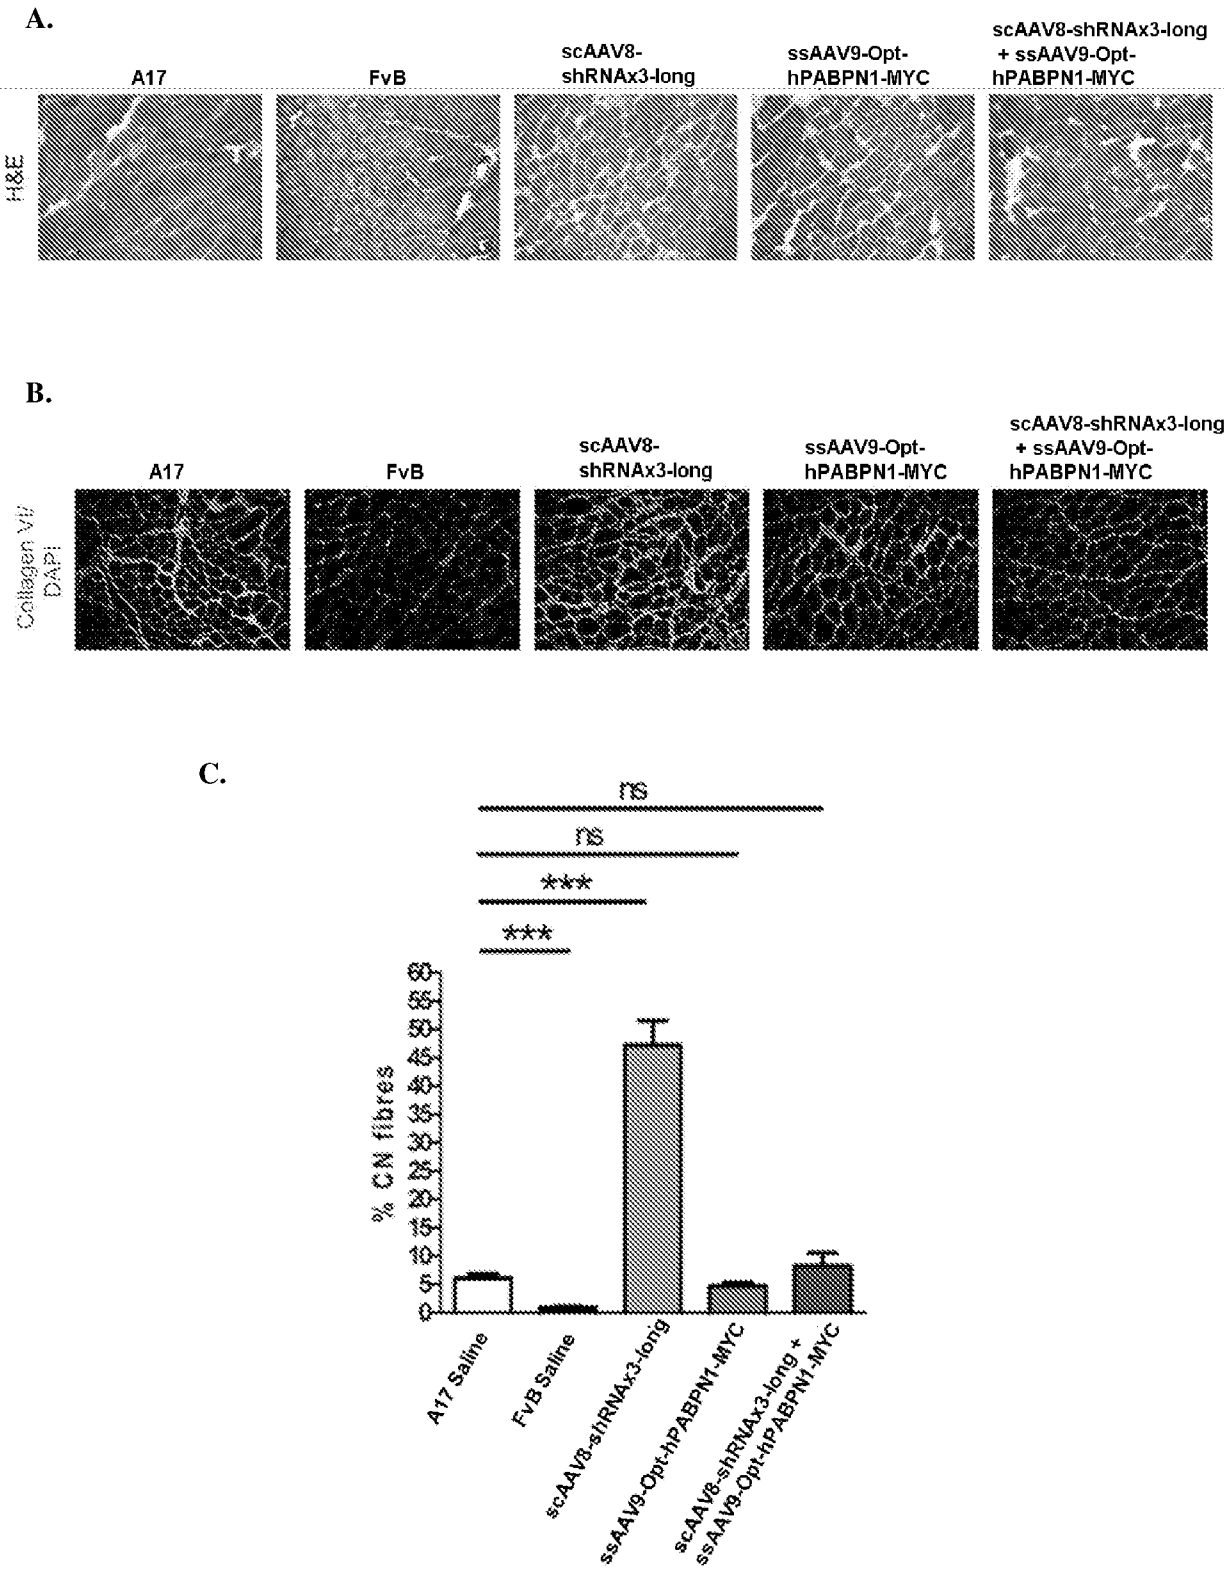 A.
A17
FvB
scAAV8-
shRNAx3-long
ssAAV9-Opt-
hPABPN1-MYC
scAAV8-shRNAx3-long
+ ssAAV9-Opt-
hPABPN1-MYC
H&E
B.
A17
FvB
scAAV8-
shRNAx3-long
ssAAV9-Opt-
hPABPN1-MYC
scAAV8-shRNAx3-long
+ ssAAV9-Opt-
hPABPN1-MYC
Collagen VI/
DAPI
C.
ns
ns
***
***
60
55
50
45
40
35
30
25
20
15
10
5
0
% CN fibres
A17 Saline
FvB Saline
scAAV8-shRNAx3-long
ssAAV9-Opt-hPABPN1-MYC
scAAV8-shRNAx3-long +
ssAAV9-Opt-hPABPN1-MYC